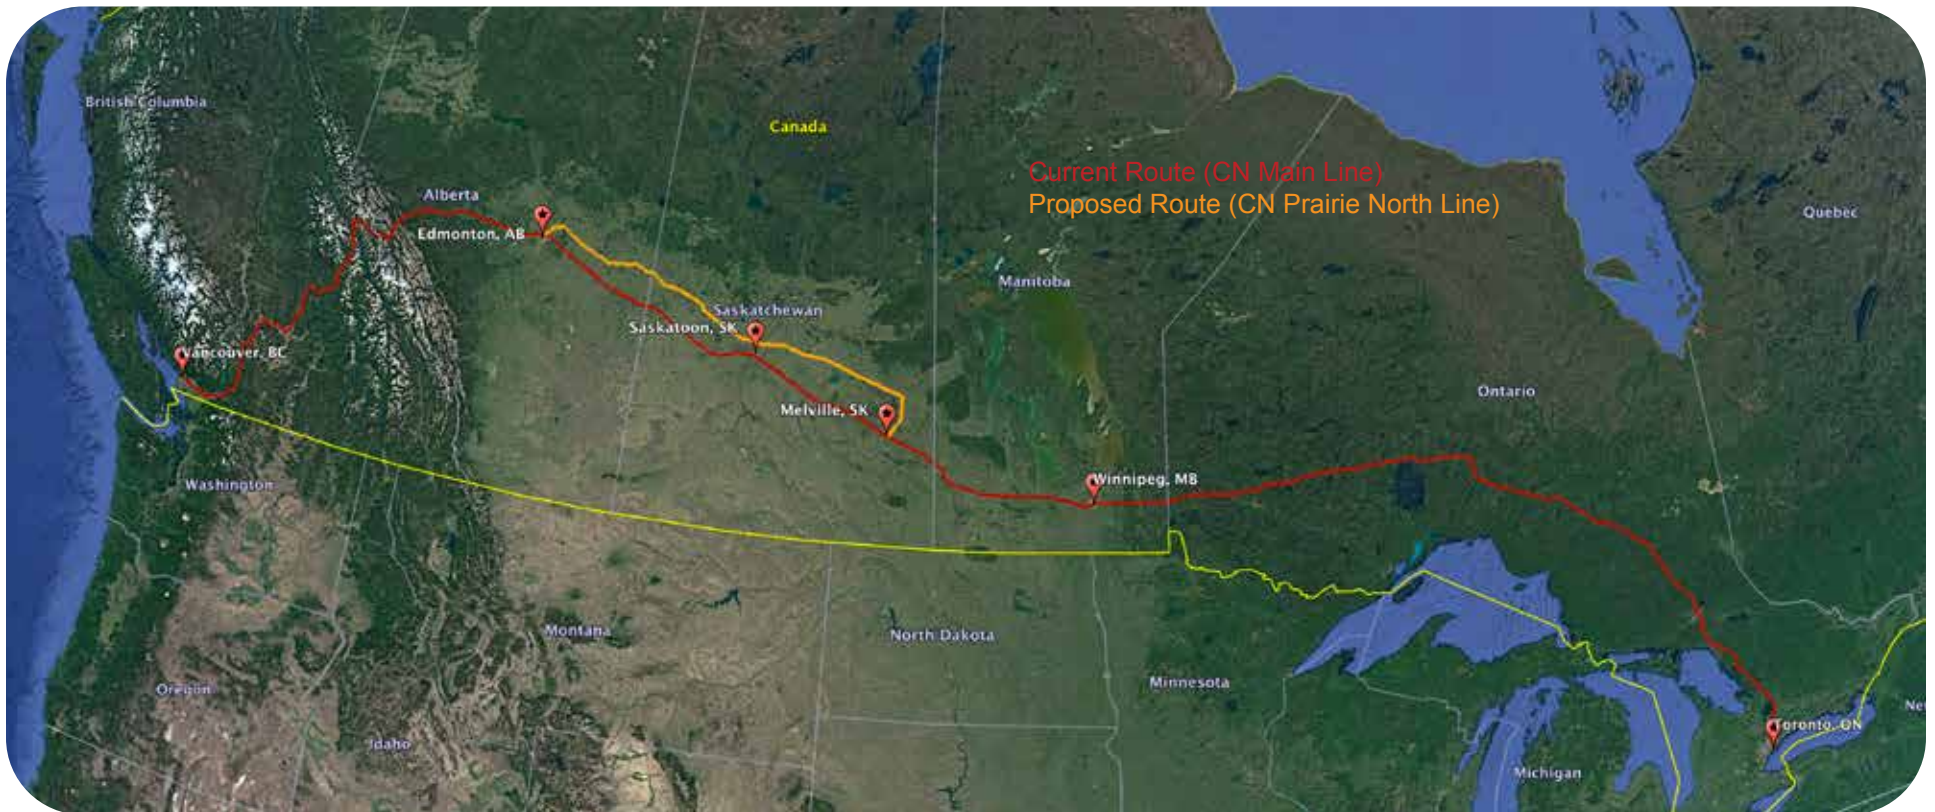 British Columbia
Canada
Current Route (CN Main Line)
Alberta
Proposed Route (CN Prairie North Line)
Quebec
Edmonton, AB
Manitoba
Saskatchewan
Saskatoon, SK
Vancouver, BC
Ontario
Melville, SK
Winnipeg, MB
Washington
Montana
North Dakota
Minnesota
Oregon
Ne
Toronto, ON
Idaho
Michigan